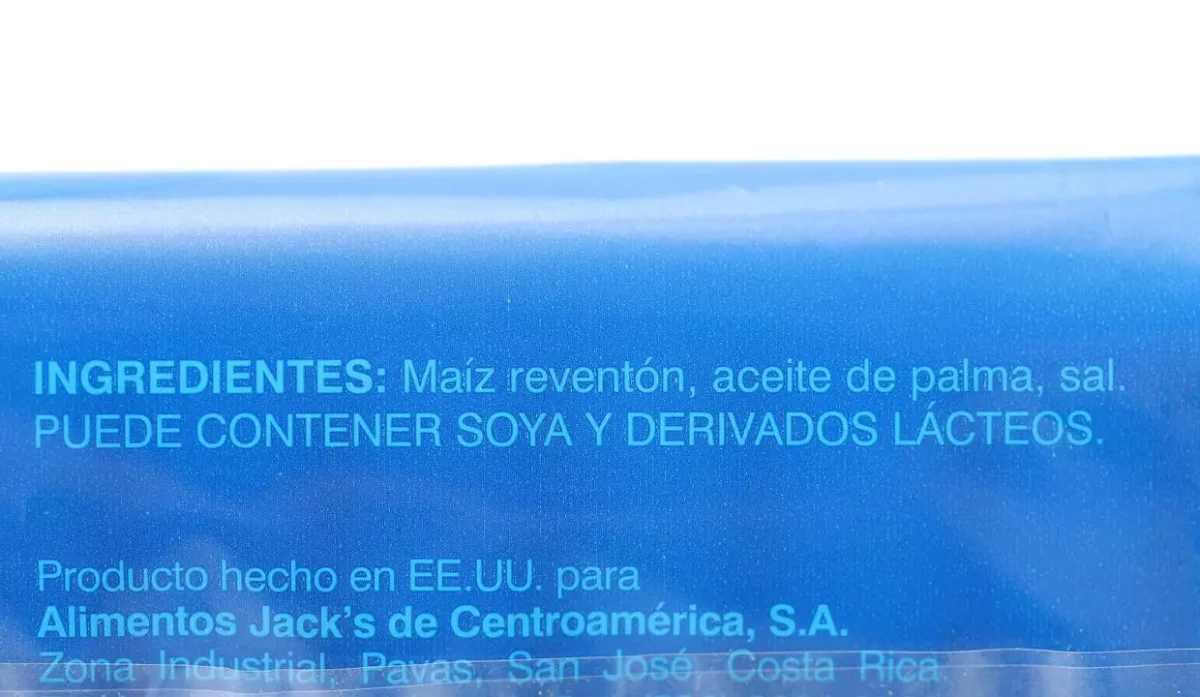 INGREDIENTES: Maíz reventón, aceite de palma, sal.
PUEDE CONTENER SOYA Y DERIVADOS LÁCTEOS.
Producto hecho en EE.UU. para
Alimentos Jack's de Centroamérica, S.A.
Zona Industrial, Pavas, San José, Costa Rica.